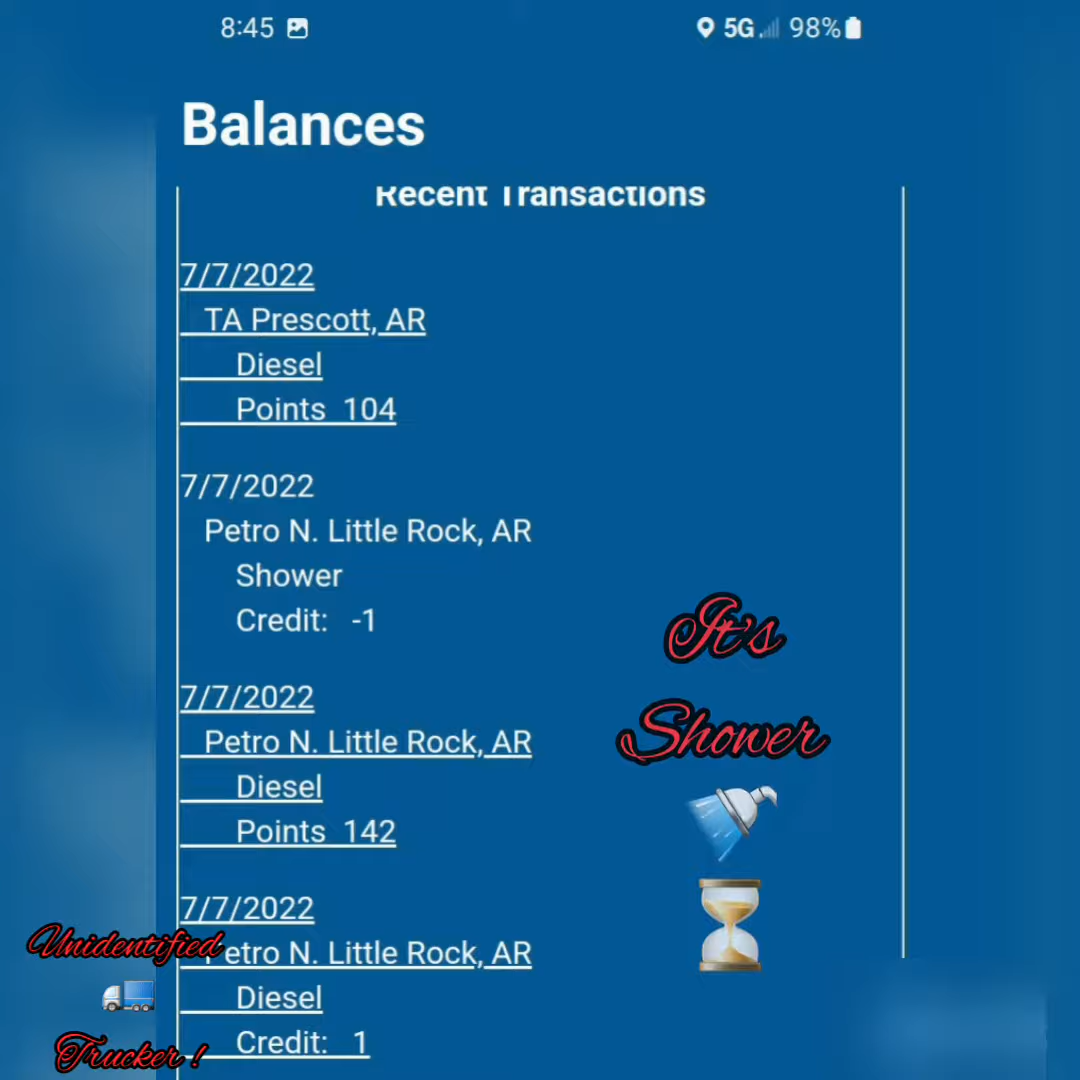 8:45
5G 98%
Balances
Recent Transactions
7/7/2022
TA Prescott, AR
Diesel
Points 104
7/7/2022
Petro N. Little Rock, AR
Shower
Credit: -1
7/7/2022
Petro N. Little Rock, AR
Diesel
Points 142
7/7/2022
Petro N. Little Rock, AR
Diesel
Credit: 1
It's
Shower
Unidentified
Trucker !